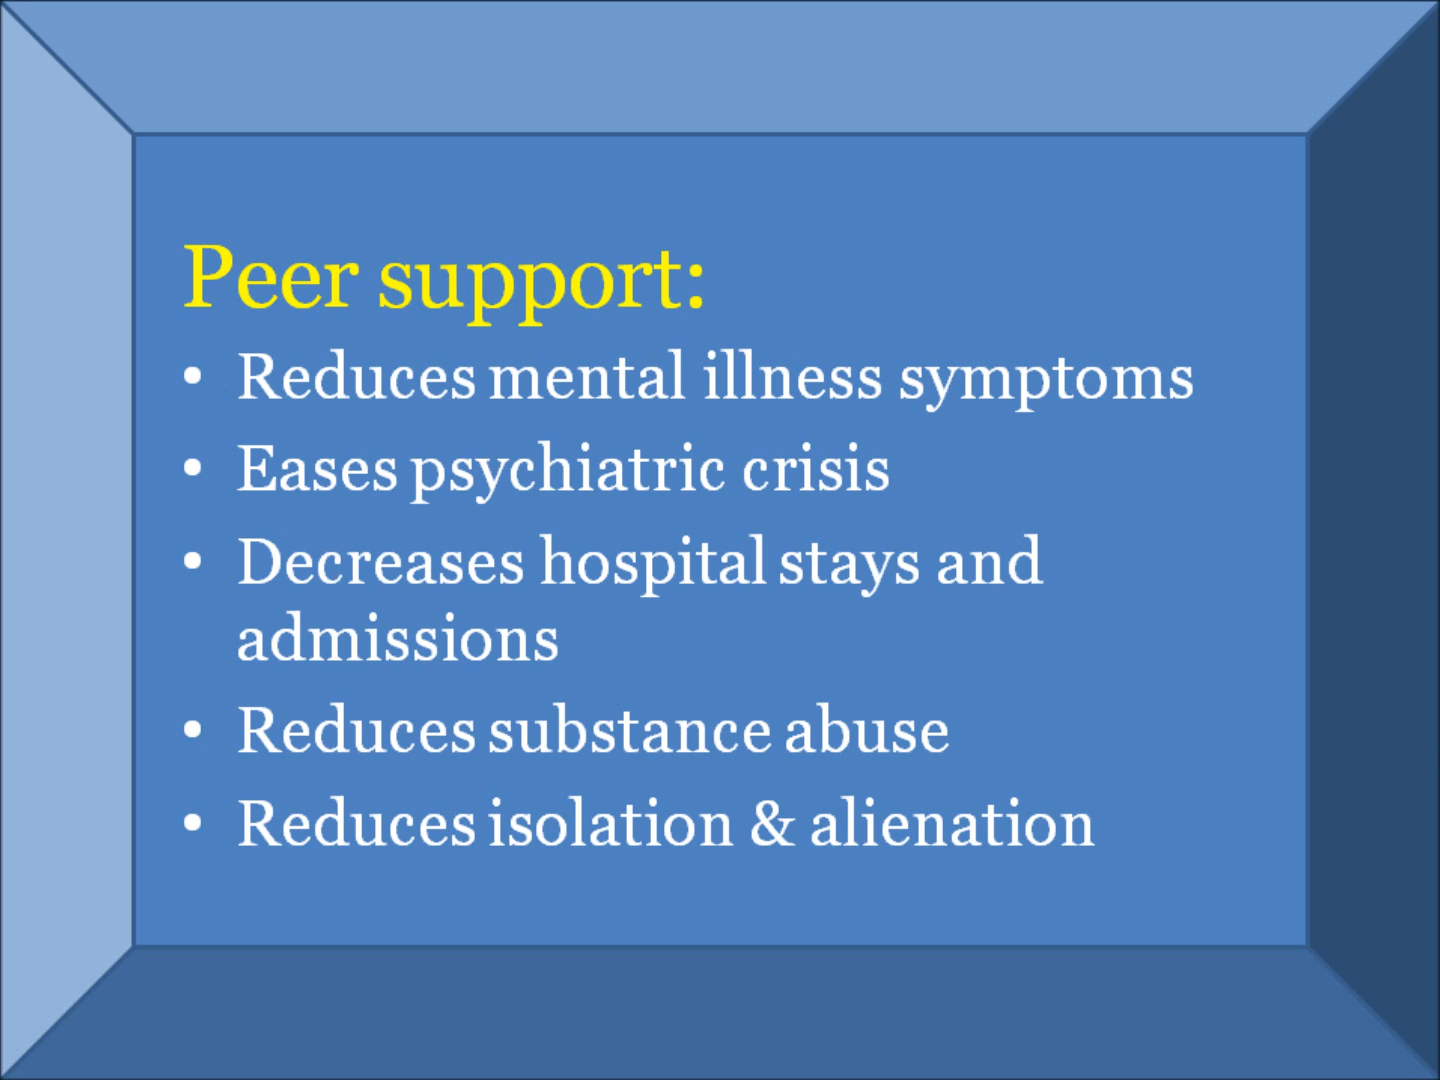 Peer support:
• Reduces mental illness symptoms
• Eases psychiatric crisis
• Decreases hospital stays and
admissions
• Reduces substance abuse
• Reduces isolation & alienation